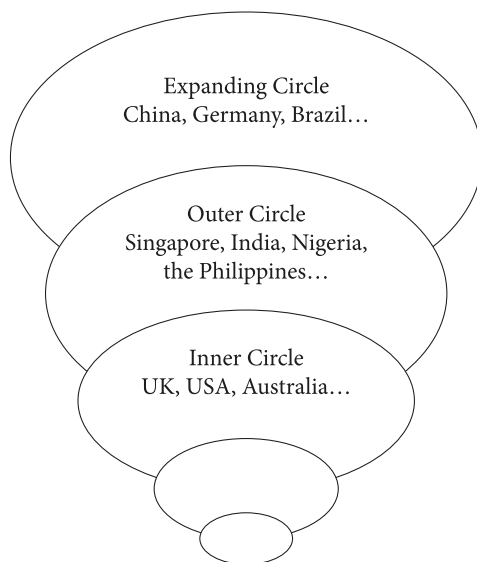 Expanding Circle
China, Germany, Brazil…
Outer Circle
Singapore, India, Nigeria,
the Philippines…
Inner Circle
UK, USA, Australia…